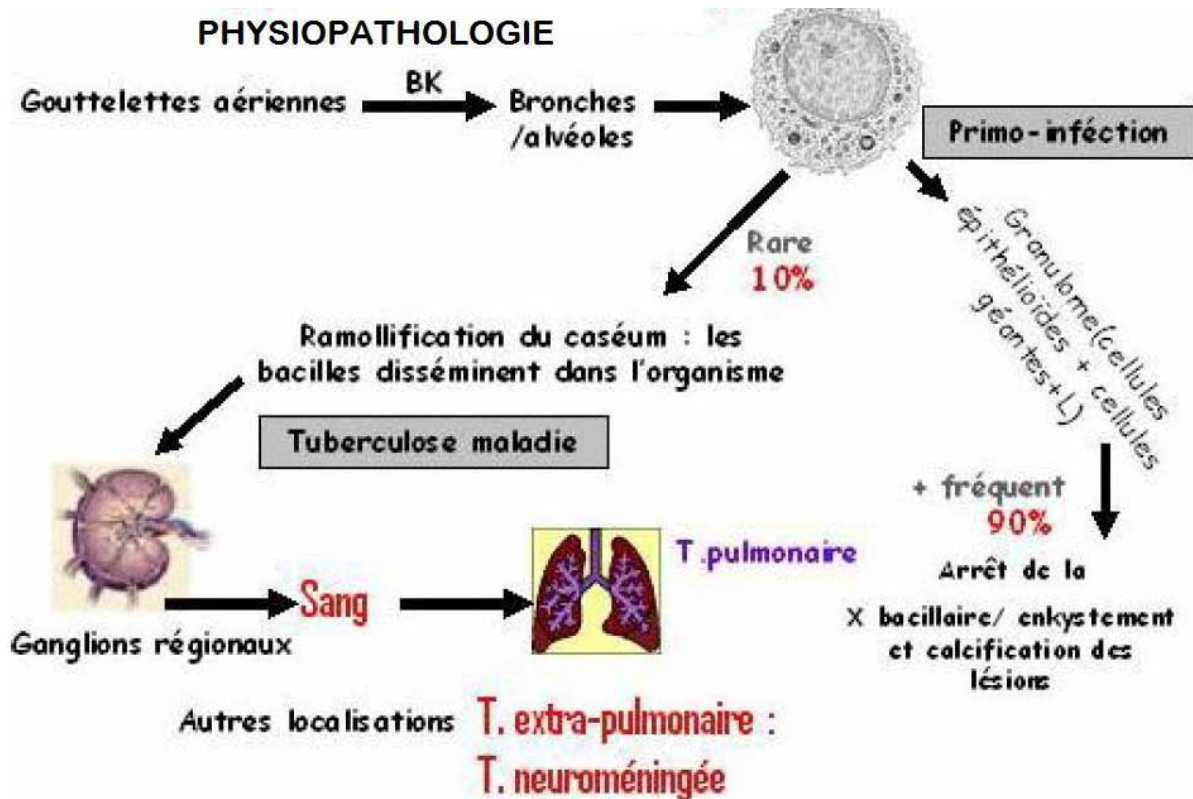 PHYSIOPATHOLOGIE
Gouttelettes aériennes
BK
Bronches
/alvéoles
Primo-inféction
Granulome(cellules
épithélioïdes + cellules
géantes+L)
Rare
10%
Ramollification du caséum : les
bacilles disséminent dans l'organisme
Tuberculose maladie
+ fréquent
90%
Arrêt de la
X bacillaire/ enkystement
et calcification des
lésions
T.pulmonaire
Sang
Ganglions régionaux
Autres localisations T. extra-pulmonaire :
T. neuroméningée